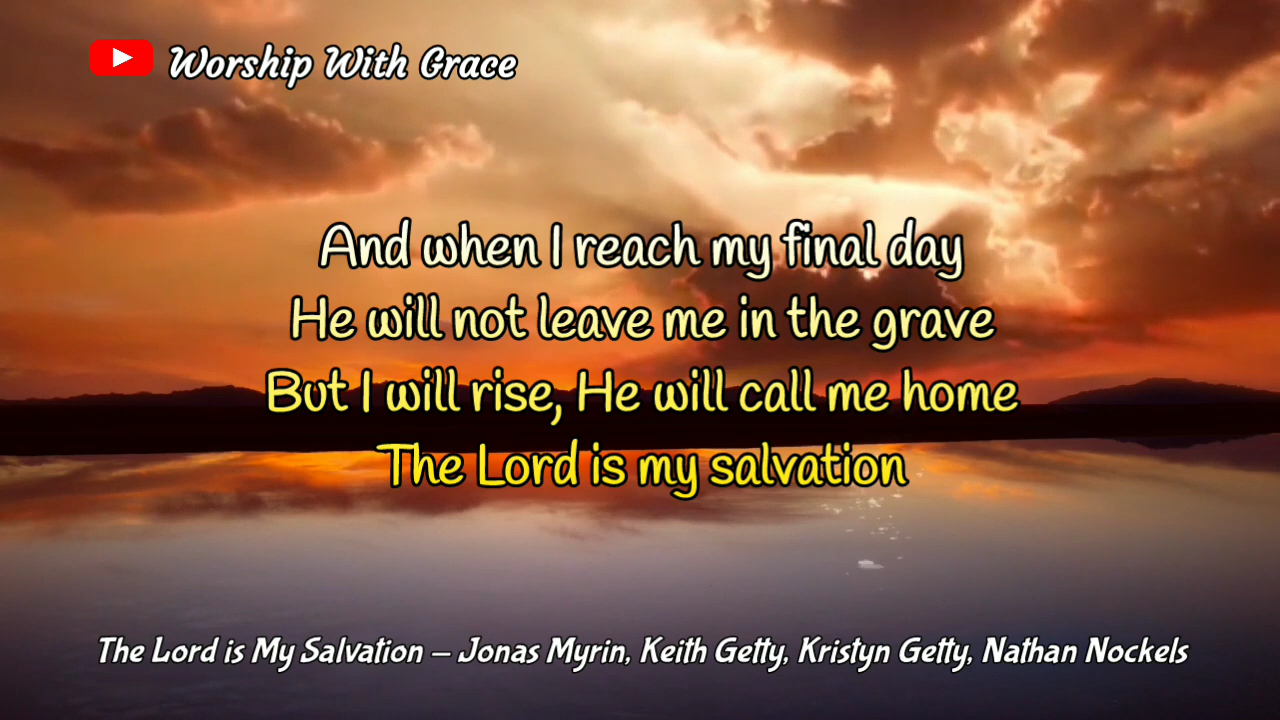 Worship With Grace
And when I reach my final day
He will not leave me in the grave
But I will rise, He will call me home
The Lord is my salvation
The Lord is My Salvation – Jonas Myrin, Keith Getty, Kristyn Getty, Nathan Nockels